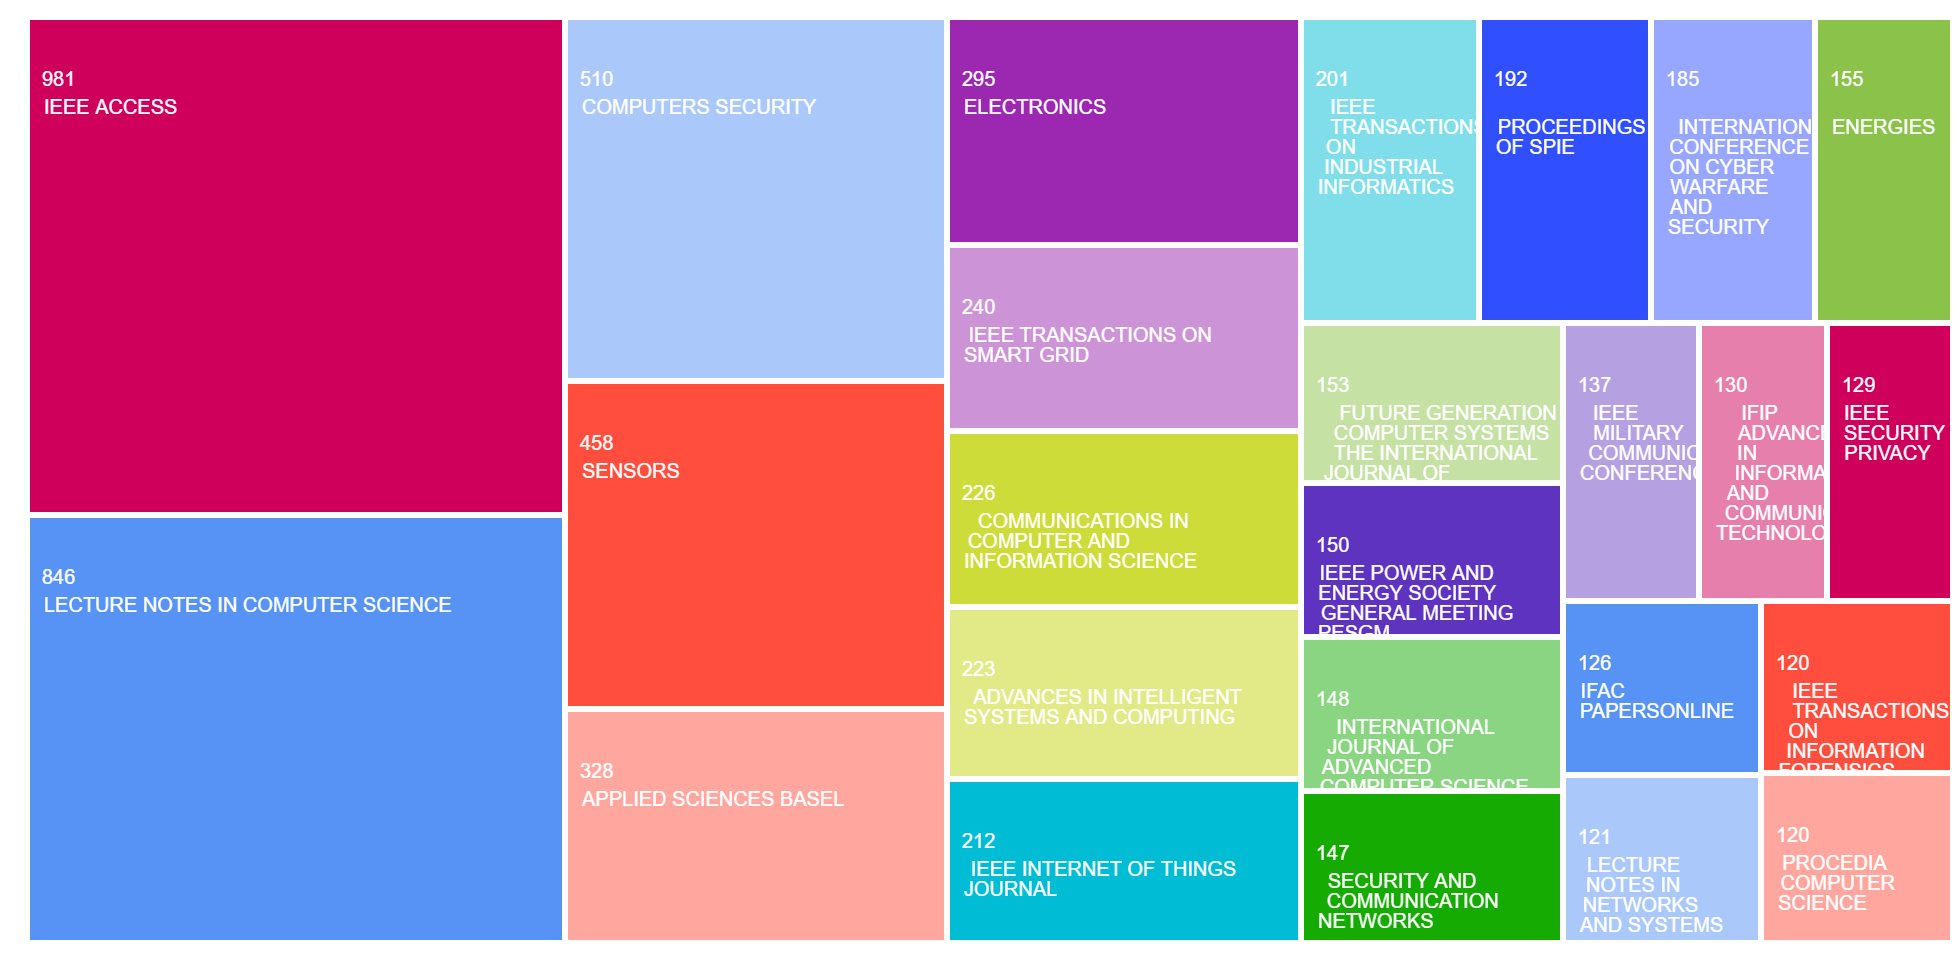 981
IEEE ACCESS
846
LECTURE NOTES IN COMPUTER SCIENCE
510
COMPUTERS SECURITY
458
SENSORS
328
APPLIED SCIENCES BASEL
295
ELECTRONICS
240
IEEE TRANSACTIONS ON
SMART GRID
226
COMMUNICATIONS IN
COMPUTER AND
INFORMATION SCIENCE
223
ADVANCES IN INTELLIGENT
SYSTEMS AND COMPUTING
212
IEEE INTERNET OF THINGS
JOURNAL
201
IEEE
TRANSACTIONS
ON
INDUSTRIAL
INFORMATICS
192
PROCEEDINGS
OF SPIE
185
INTERNATION
CONFERENCE
ON CYBER
WARFARE
AND
SECURITY
155
ENERGIES
153
FUTURE GENERATION
COMPUTER SYSTEMS
THE INTERNATIONAL
JOURNAL OF
150
IEEE POWER AND
ENERGY SOCIETY
GENERAL MEETING
PESGM
148
INTERNATIONAL
JOURNAL OF
ADVANCED
COMPUTER SCIENCE
147
SECURITY AND
COMMUNICATION
NETWORKS
137
IEEE
MILITARY
COMMUNIC
CONFERENC
130
IFIP
ADVANCE
IN
INFORMA
AND
COMMUNI
TECHNOLO
129
IEEE
SECURITY
PRIVACY
126
IFAC
PAPERSONLINE
120
IEEE
TRANSACTIONS
ON
INFORMATION
FORENSICS
121
LECTURE
NOTES IN
NETWORKS
AND SYSTEMS
120
PROCEDIA
COMPUTER
SCIENCE